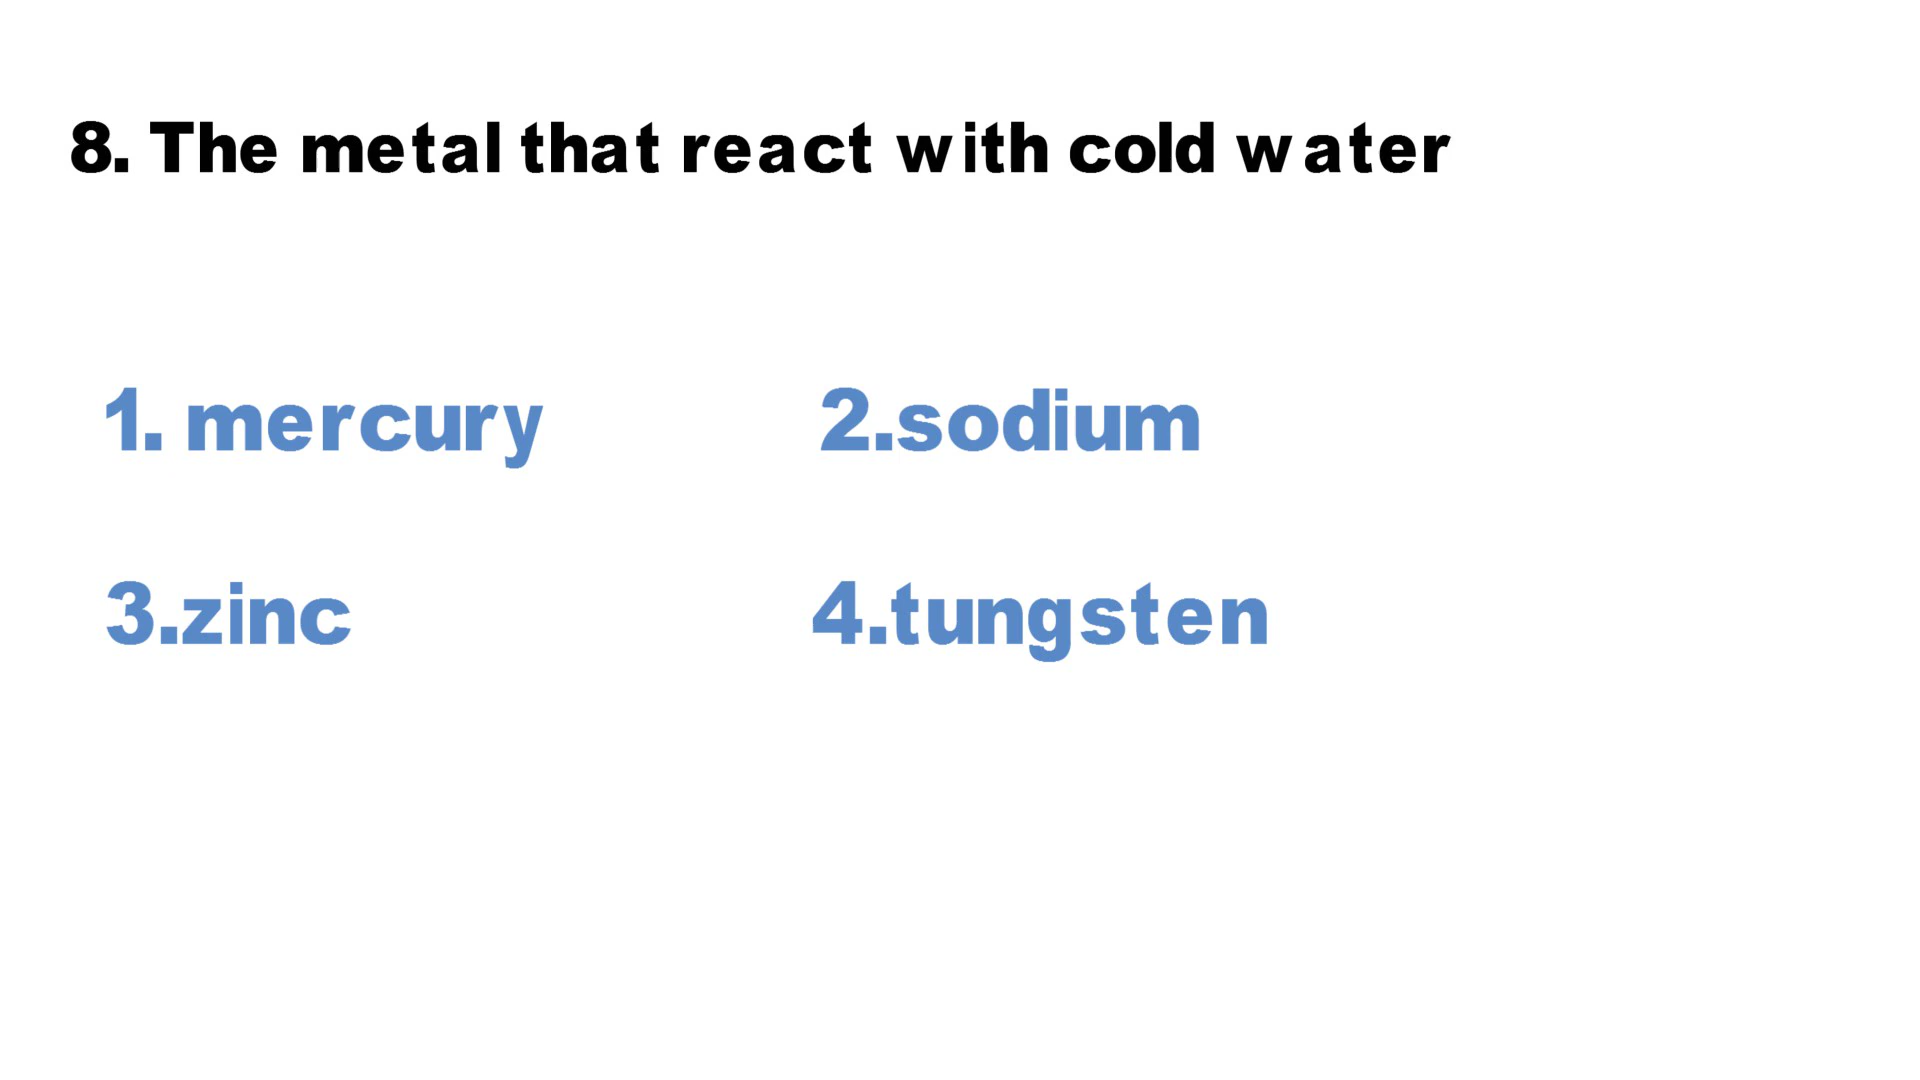 8. The metal that react with cold water
1. mercury 2.sodium
3.zinc 4.tungsten